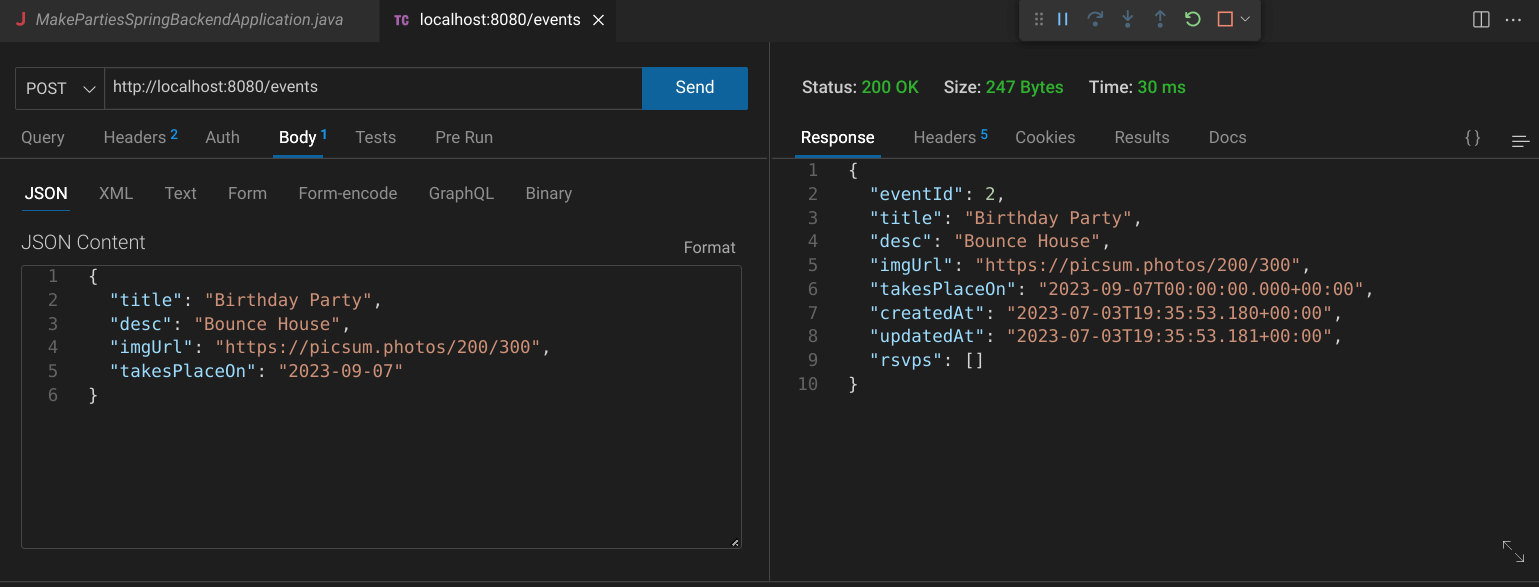 J MakePartiesSpringBackendApplication.java TC localhost:8080/events
POST http://localhost:8080/events Send
Query Headers 2 Auth Body 1 Tests Pre Run
JSON XML Text Form Form-encode GraphQL Binary
JSON Content
Format
1 {
2 "title": "Birthday Party",
3 "desc": "Bounce House",
4 "imgUrl": "https://picsum.photos/200/300",
5 "takesPlaceOn": "2023-09-07"
6 }
Status: 200 OK Size: 247 Bytes Time: 30 ms
Response Headers 5 Cookies Results Docs {}
1 {
2 "eventId": 2,
3 "title": "Birthday Party",
4 "desc": "Bounce House",
5 "imgUrl": "https://picsum.photos/200/300",
6 "takesPlaceOn": "2023-09-07T00:00:00.000+00:00",
7 "createdAt": "2023-07-03T19:35:53.180+00:00",
8 "updatedAt": "2023-07-03T19:35:53.181+00:00",
9 "rsvps": []
10 }